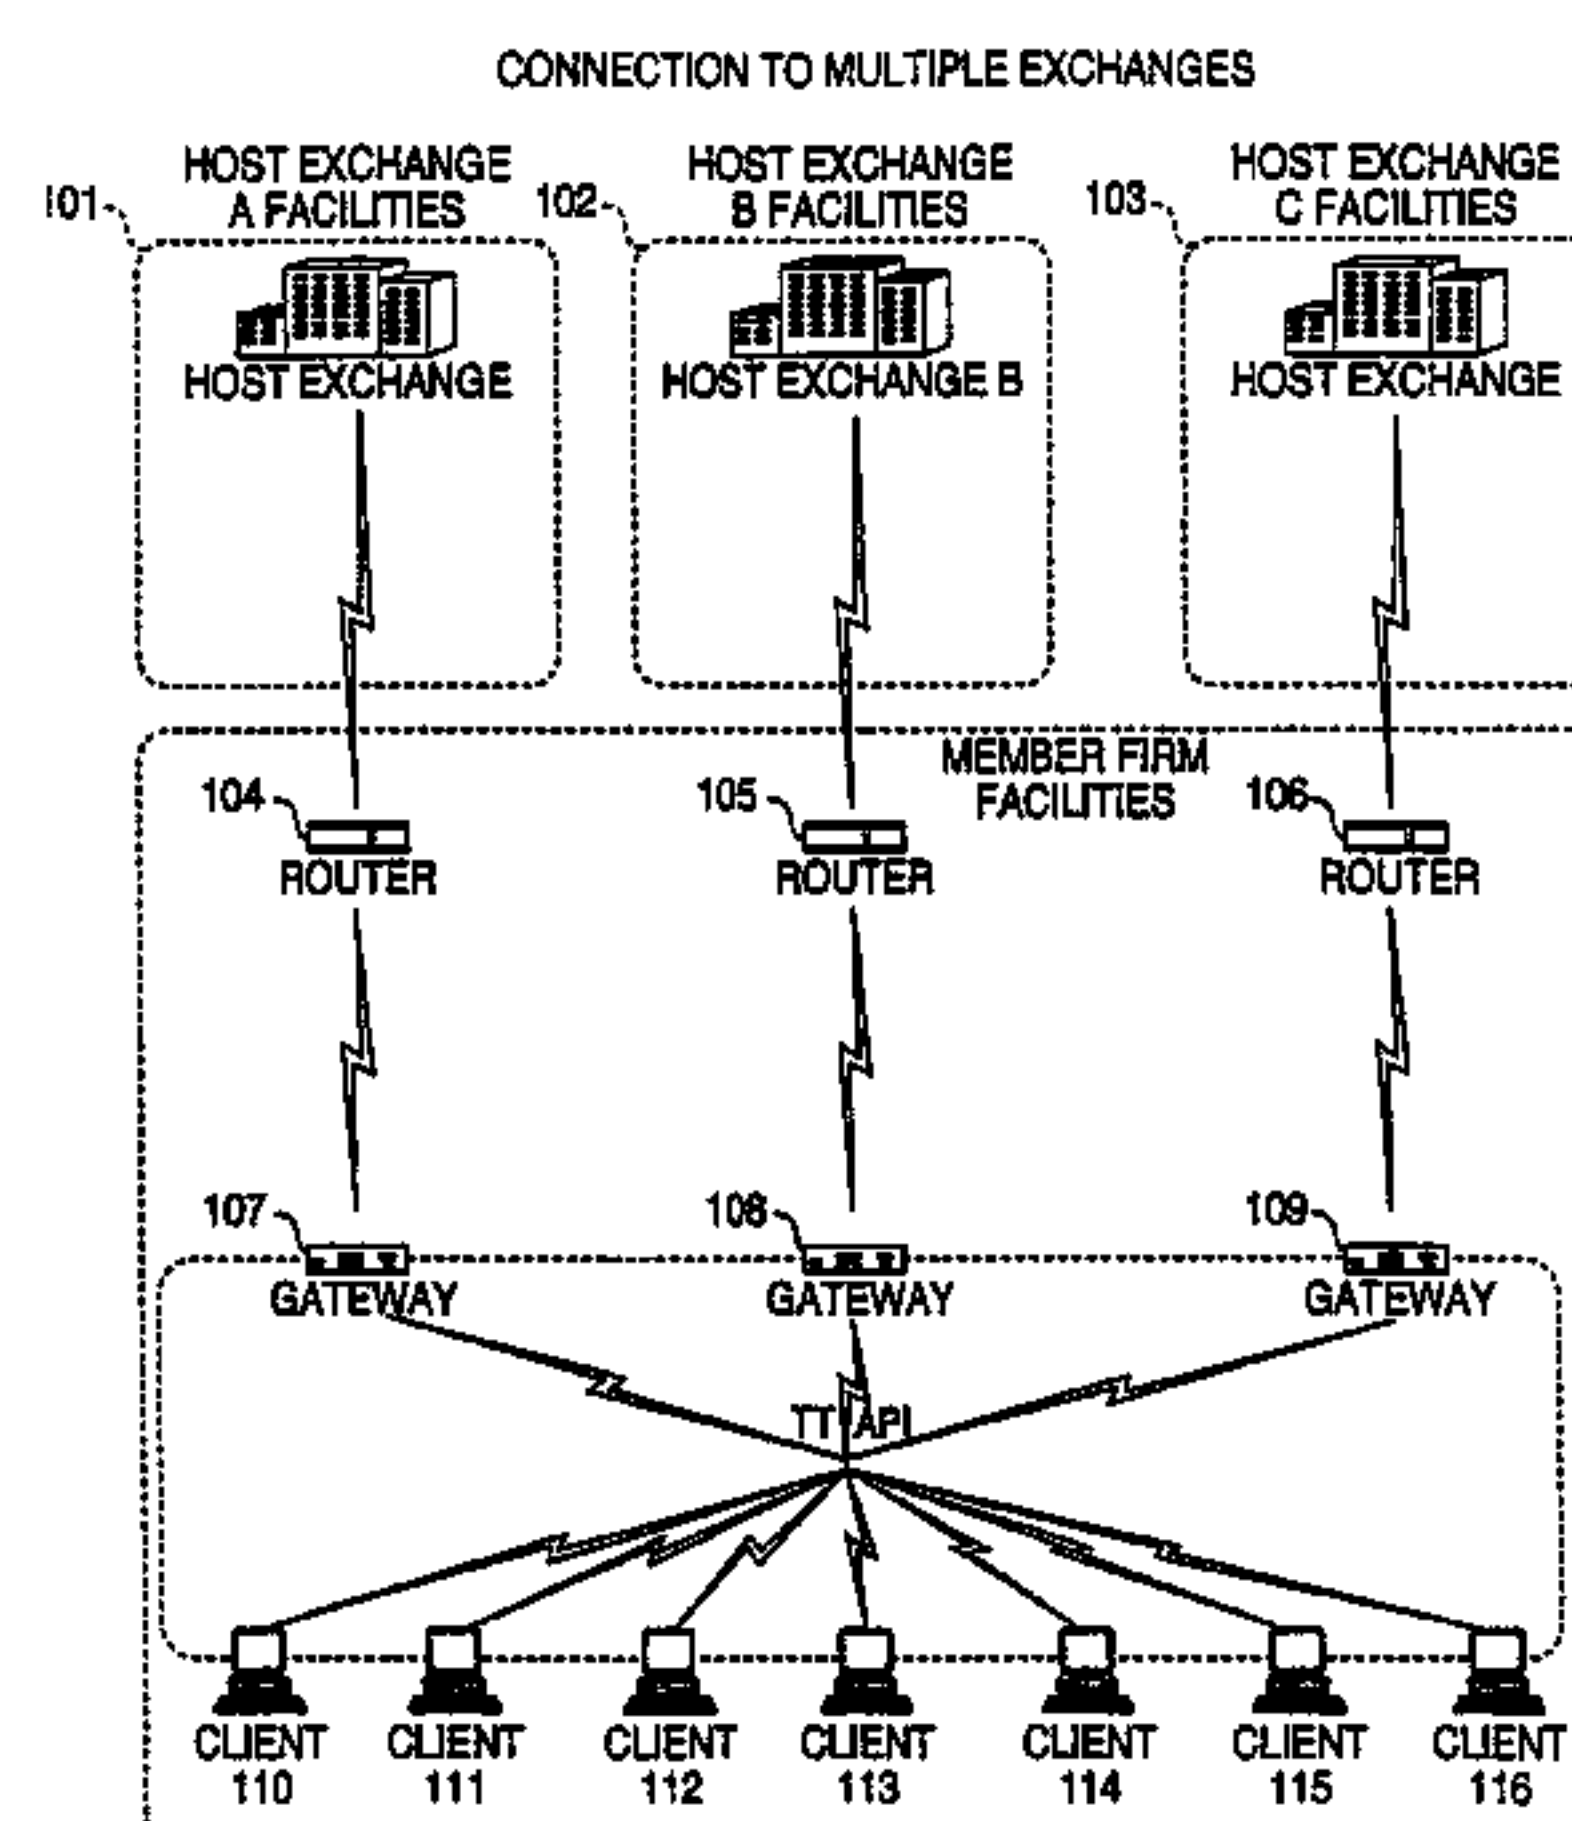 CONNECTION TO MULTIPLE EXCHANGES
HOST EXCHANGE
A FACILITIES
HOST EXCHANGE
B FACILITIES
HOST EXCHANGE
C FACILITIES
101
102
103
HOST EXCHANGE
HOST EXCHANGE B
HOST EXCHANGE
MEMBER FIRM
FACILITIES
104
105
106
ROUTER
ROUTER
ROUTER
107
108
109
GATEWAY
GATEWAY
GATEWAY
TT API
CLIENT
110
CLIENT
111
CLIENT
112
CLIENT
113
CLIENT
114
CLIENT
115
CLIENT
116